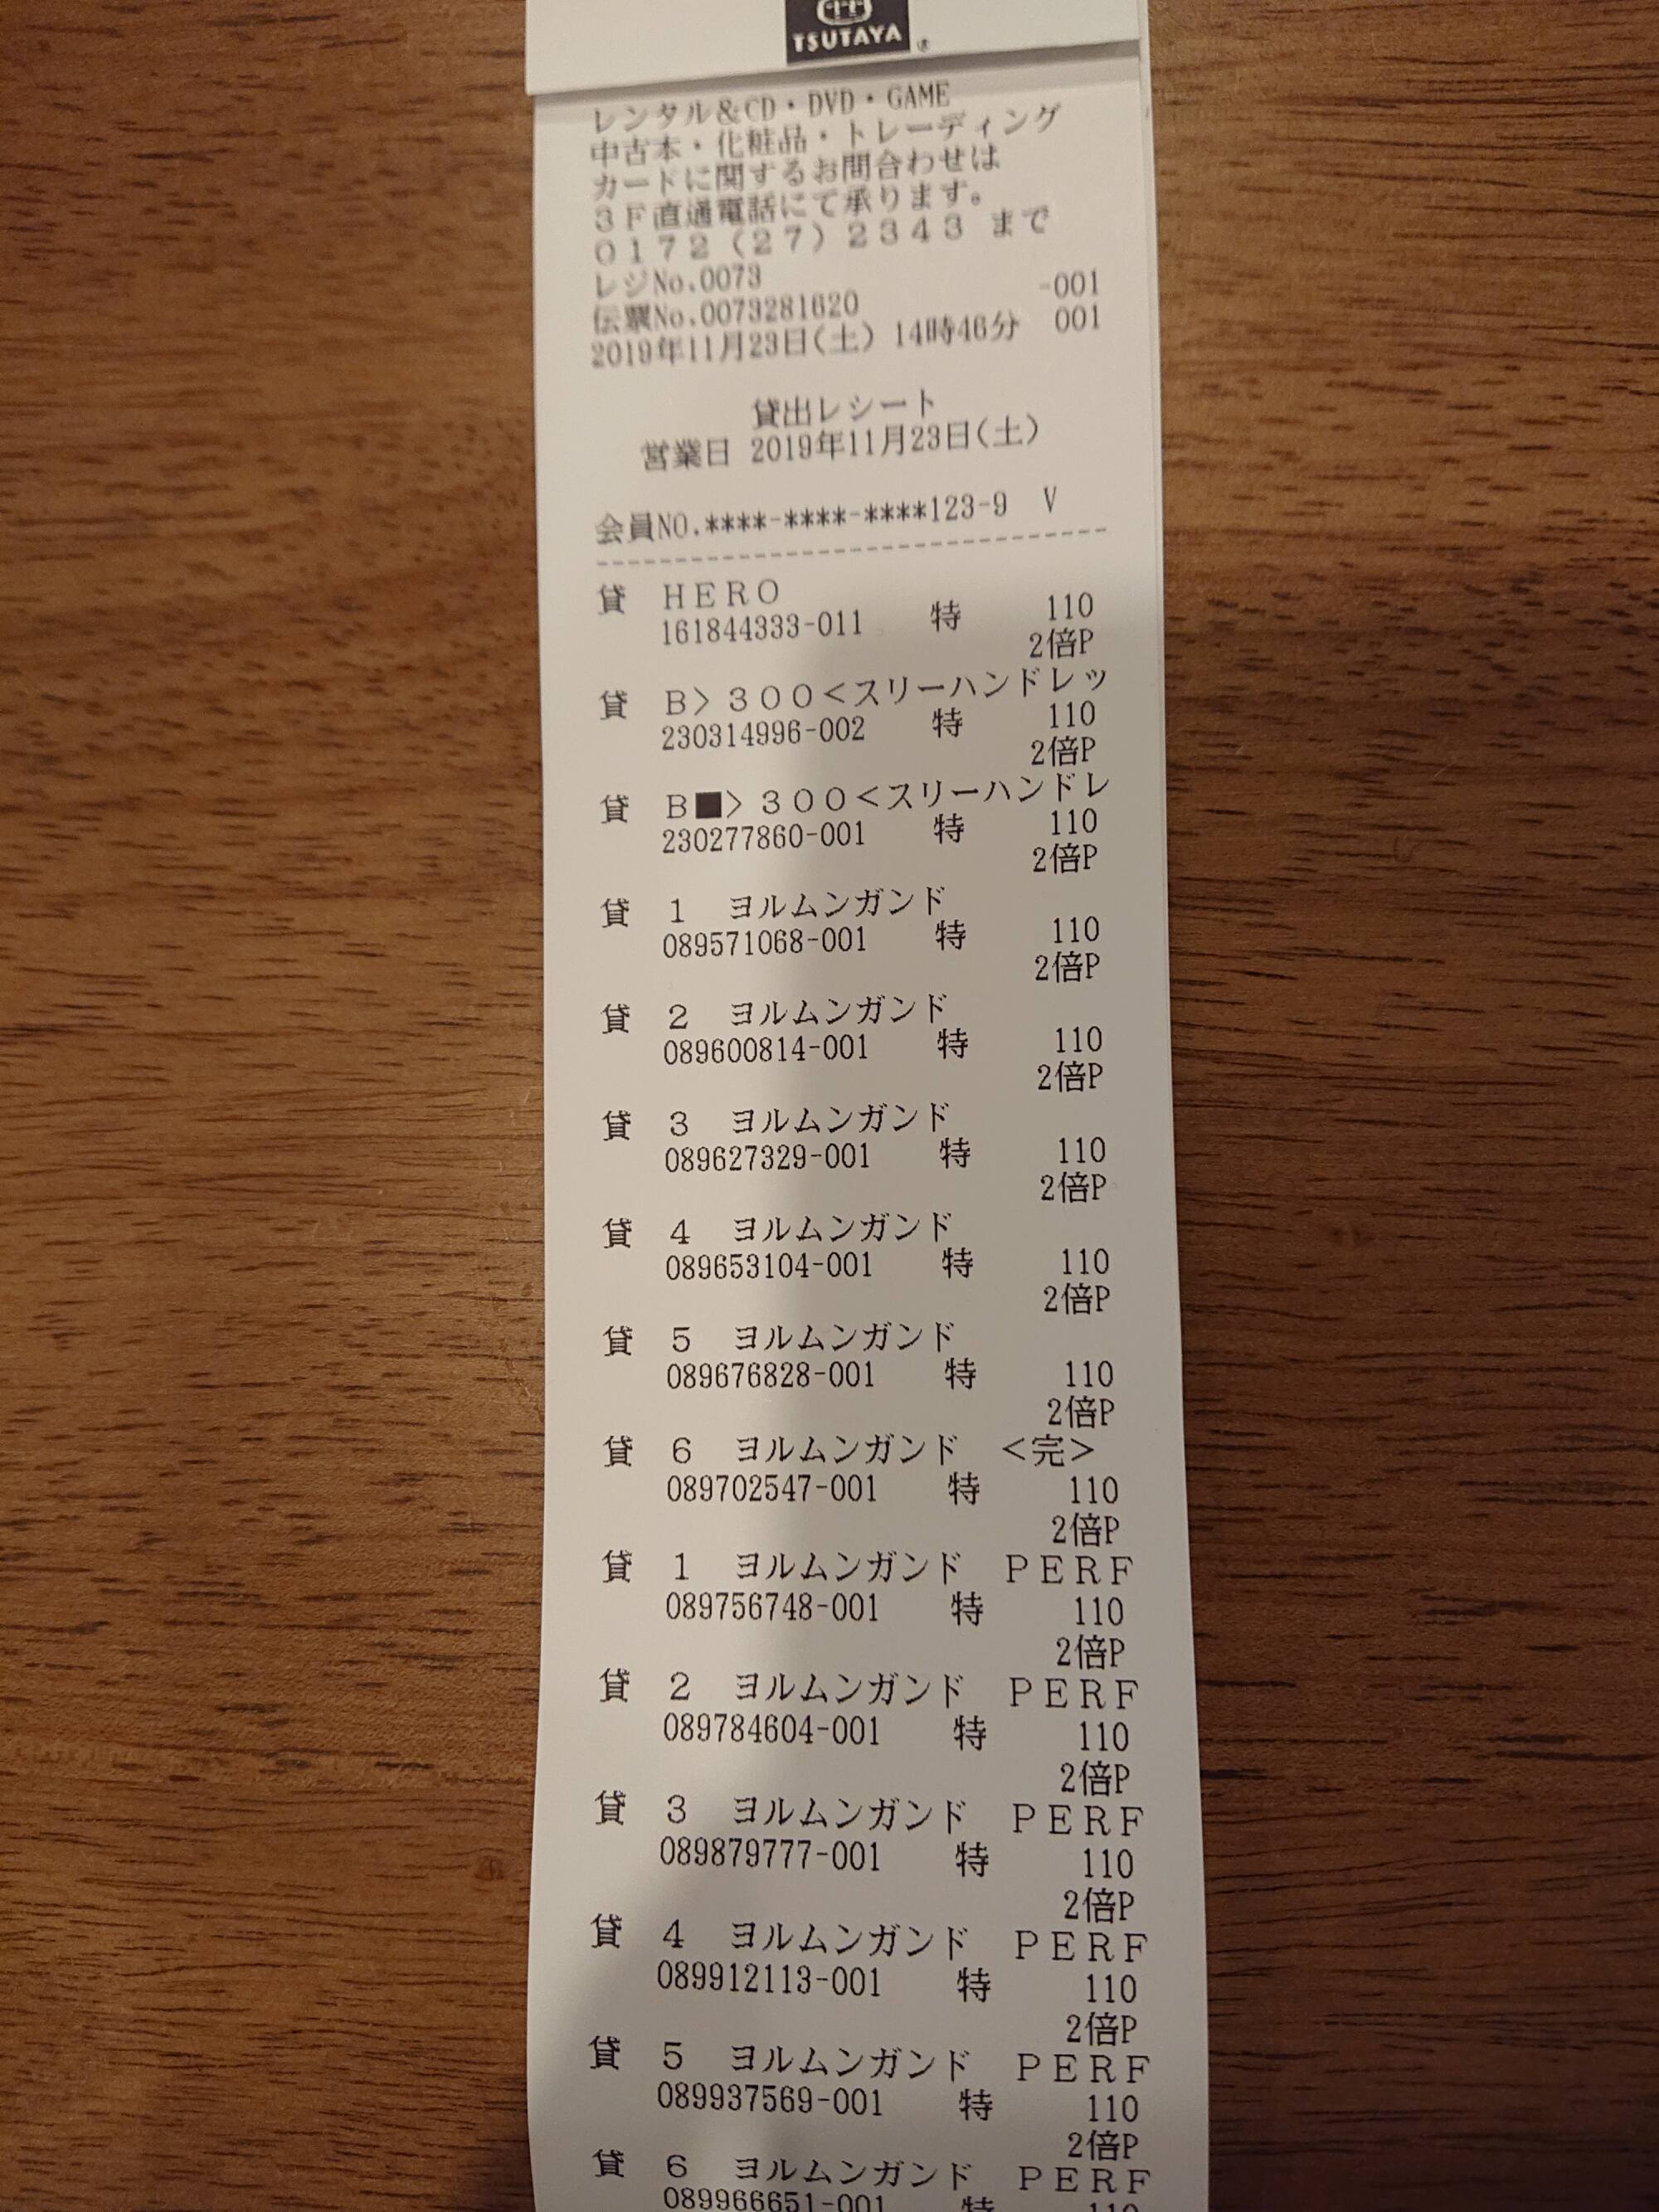 TSUTAYA
レンタル&CD・DVD・GAME
中古本・化粧品・トレーディング
カードに関するお問合わせは
3F直通電話にて承ります。
0172(27)2343 まで
レジNo.0073
伝票No.0073281620 -001
2019年11月23日(土) 14時46分 001
貸出レシート
営業日 2019年11月23日(土)
会員NO.****-****-****123-9 V
貸 HERO
161844333-011 特 110
2倍P
貸 B>300<スリーハンドレッ
230314996-002 特 110
2倍P
貸 B■>300<スリーハンドレ
230277860-001 特 110
2倍P
貸 1 ヨルムンガンド
089571068-001 特 110
2倍P
貸 2 ヨルムンガンド
089600814-001 特 110
2倍P
貸 3 ヨルムンガンド
089627329-001 特 110
2倍P
貸 4 ヨルムンガンド
089653104-001 特 110
2倍P
貸 5 ヨルムンガンド
089676828-001 特 110
2倍P
貸 6 ヨルムンガンド <完>
089702547-001 特 110
2倍P
貸 1 ヨルムンガンド PERF
089756748-001 特 110
2倍P
貸 2 ヨルムンガンド PERF
089784604-001 特 110
2倍P
貸 3 ヨルムンガンド PERF
089879777-001 特 110
2倍P
貸 4 ヨルムンガンド PERF
089912113-001 特 110
2倍P
貸 5 ヨルムンガンド PERF
089937569-001 特 110
2倍P
貸 6 ヨルムンガンド PERF
089966651-001 特 110